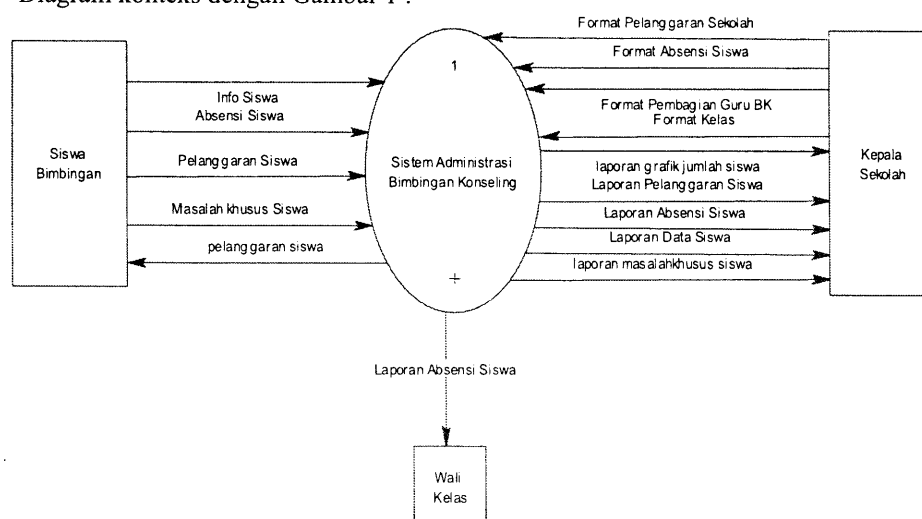 Diagram konteks dengan Gambar 1 :
Siswa
Bimbingan
Info Siswa
Absensi Siswa
Pelanggaran Siswa
Masalah khusus Siswa
pelanggaran siswa
1
Sistem Administrasi
Bimbingan Konseling
+
Format Pelanggaran Sekolah
Format Absensi Siswa
Format Pembagian Guru BK
Format Kelas
laporan grafik jumlah siswa
Laporan Pelanggaran Siswa
Laporan Absensi Siswa
Laporan Data Siswa
laporan masalahkhusus siswa
Kepala
Sekolah
Laporan Absensi Siswa
Wali
Kelas